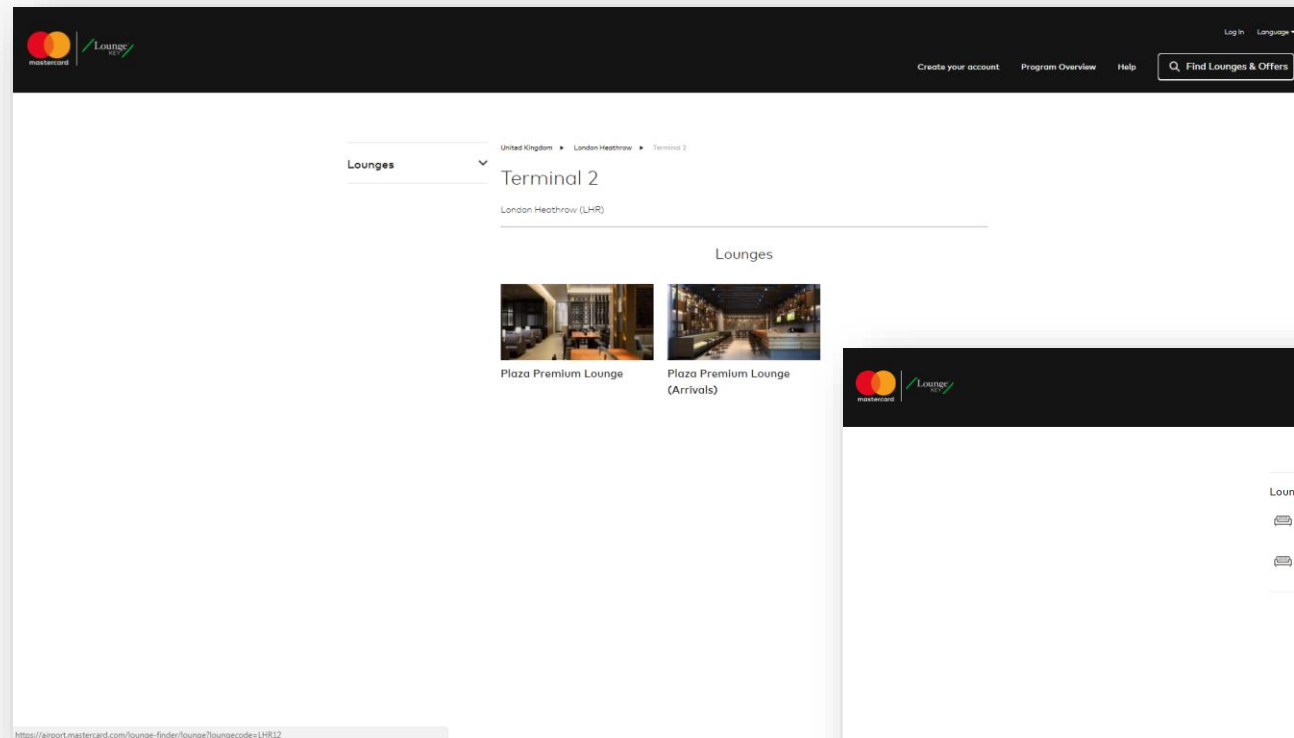 mastercard
Lounge
KEY
Log In Language
Create your account Program Overview Help Find Lounges & Offers
Lounges
United Kingdom ▶ London Heathrow ▶ Terminal 2
Terminal 2
London Heathrow (LHR)
Lounges
Plaza Premium Lounge
Plaza Premium Lounge
(Arrivals)
mastercard
Lounge
KEY
Loun
https://airport.mastercard.com/lounge-finder/lounge?loungecode=LHR12